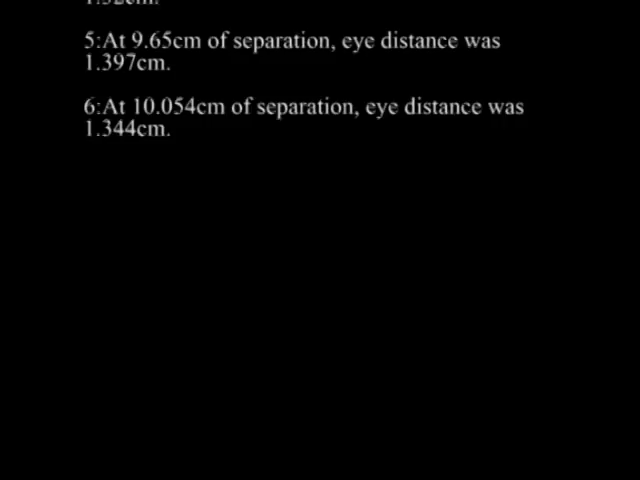 5:At 9.65cm of separation, eye distance was
1.397cm.
6:At 10.054cm of separation, eye distance was
1.344cm.